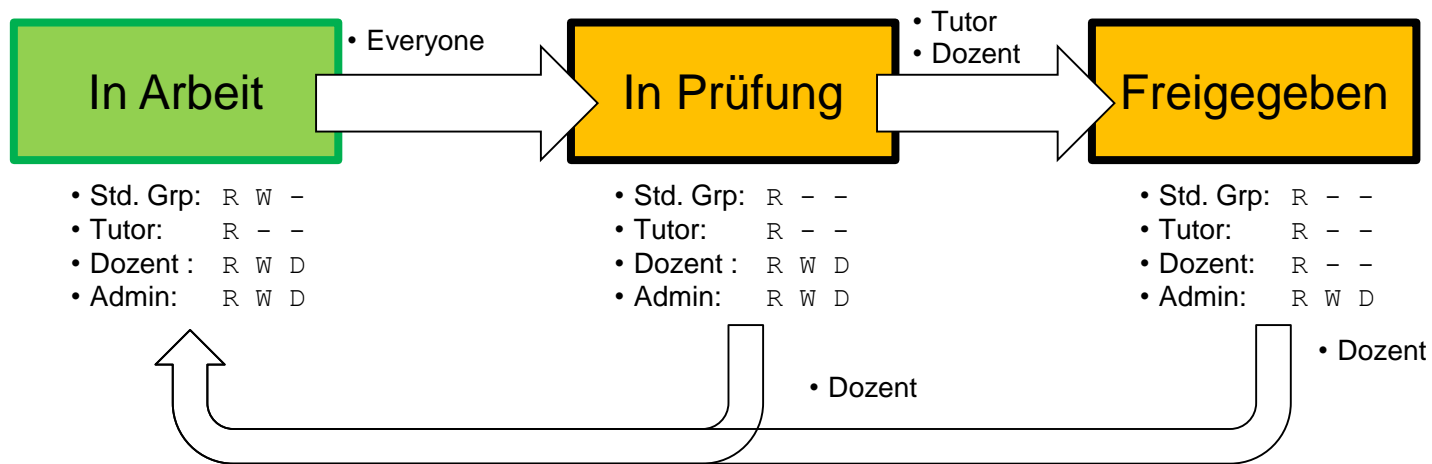 • Everyone
• Tutor
• Dozent
In Arbeit
In Prüfung
Freigegeben
• Std. Grp: R W -
• Tutor: R - -
• Dozent : R W D
• Admin: R W D
• Std. Grp: R - -
• Tutor: R - -
• Dozent : R W D
• Admin: R W D
• Std. Grp: R - -
• Tutor: R - -
• Dozent: R - -
• Admin: R W D
• Dozent
• Dozent